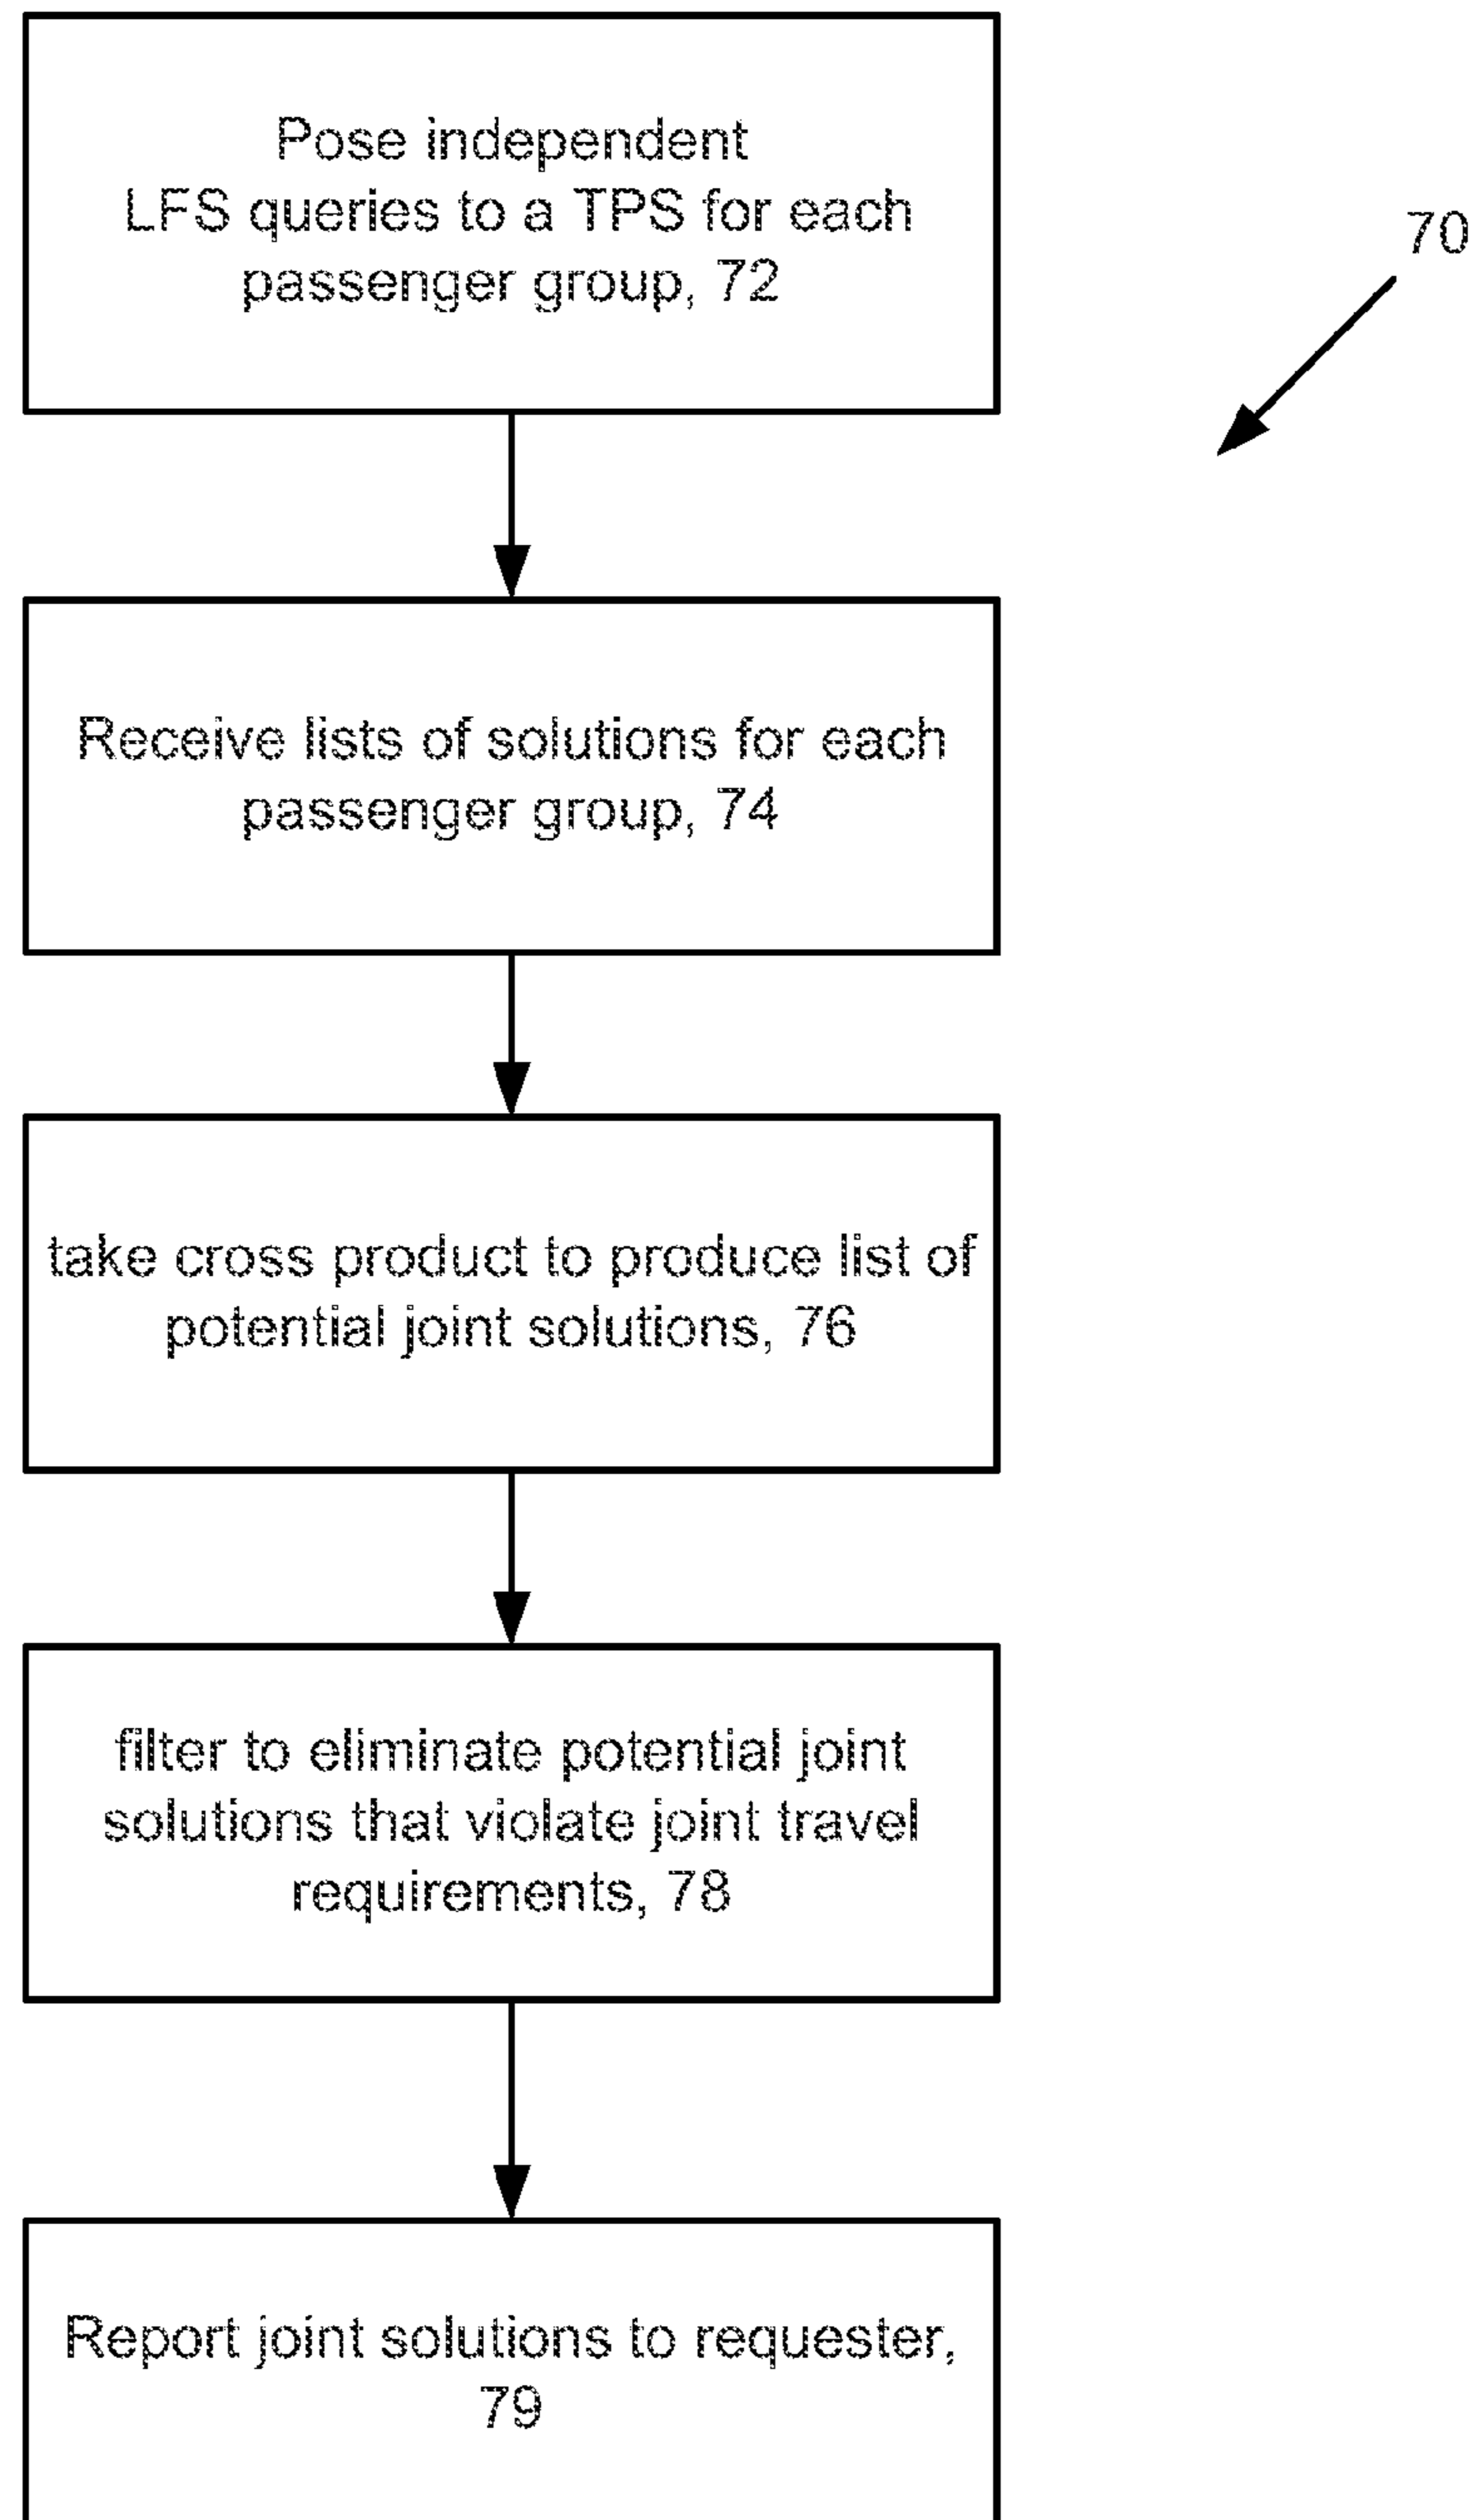 Pose independent
LFS queries to a TPS for each
passenger group, 72
70
Receive lists of solutions for each
passenger group, 74
take cross product to produce list of
potential joint solutions, 76
filter to eliminate potential joint
solutions that violate joint travel
requirements, 78
Report joint solutions to requester,
79